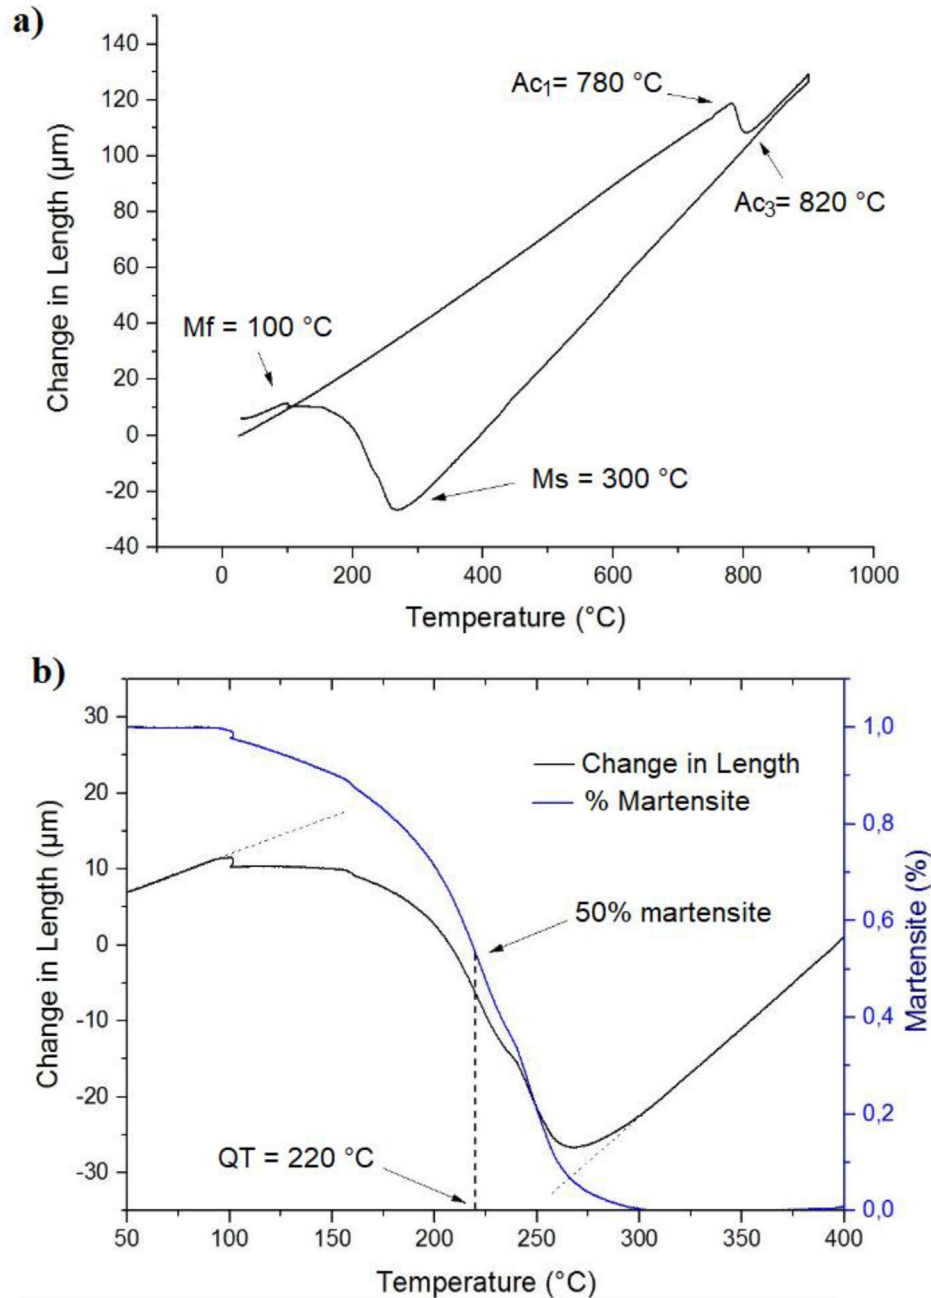 a)
140
120
100
80
60
40
20
0
-20
-40
Change in Length (µm)
Ac1= 780 °C
Ac3= 820 °C
Mf = 100 °C
Ms = 300 °C
0 200 400 600 800 1000
Temperature (°C)
b)
30
20
10
0
-10
-20
-30
Change in Length (µm)
Change in Length
% Martensite
50% martensite
QT = 220 °C
1,0
0,8
0,6
0,4
0,2
0,0
Martensite (%)
50 100 150 200 250 300 350 400
Temperature (°C)